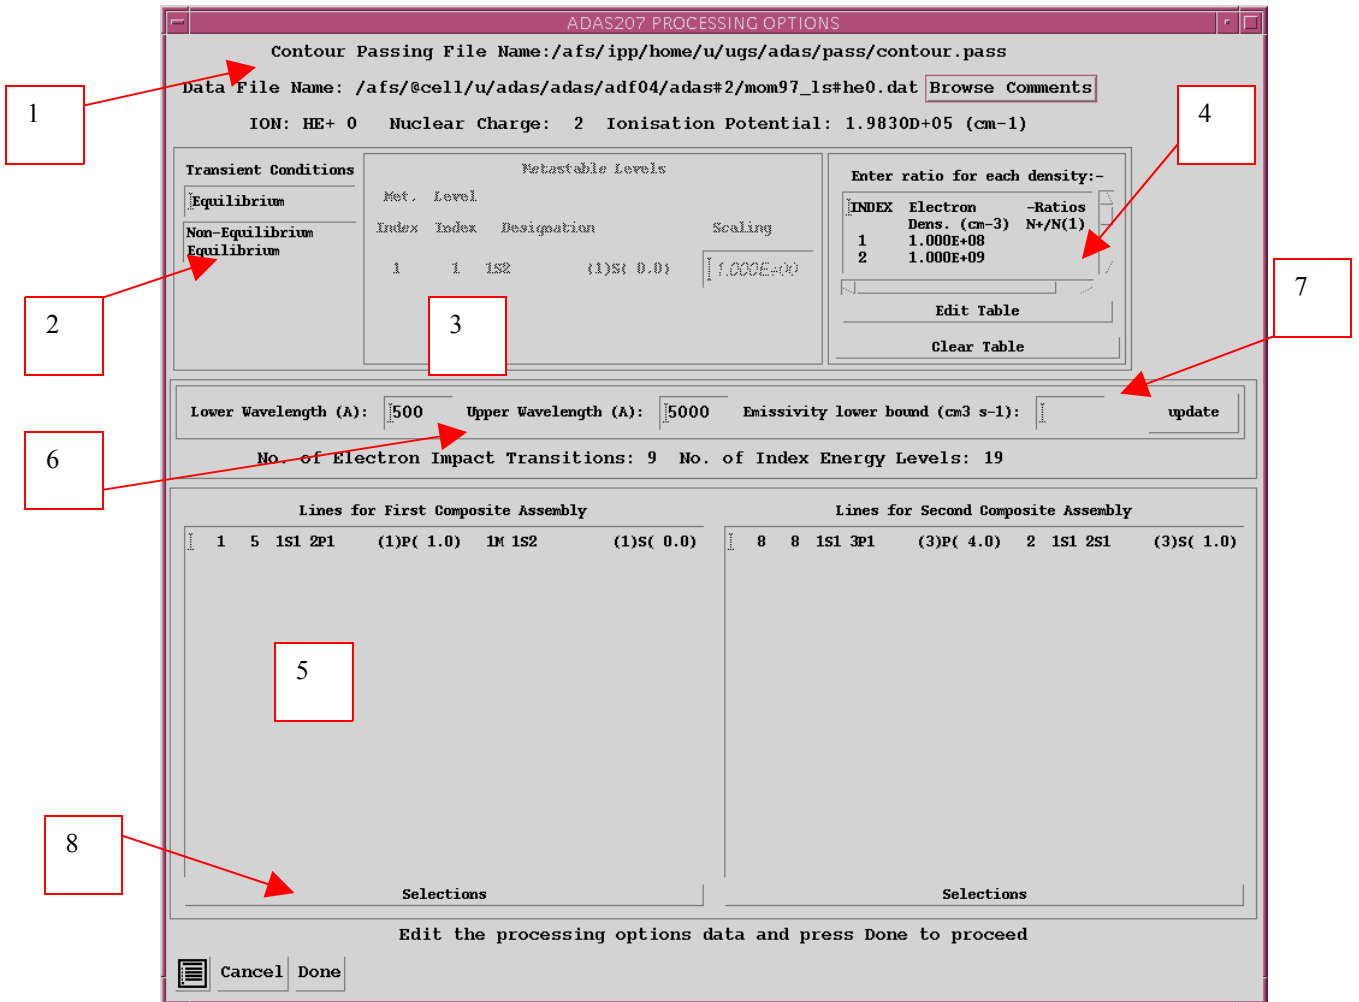 ADAS207 PROCESSING OPTIONS
Contour Passing File Name:/afs/ipp/home/u/ugs/adas/pass/contour.pass
Data File Name: /afs/@cell/u/adas/adas/adf04/adas#2/mom97_ls#he0.dat Browse Comments
1
4
ION: HE+ 0 Nuclear Charge: 2 Ionisation Potential: 1.9830D+05 (cm-1)
Transient Conditions
Equilibrium
Non-Equilibrium
Equilibrium
2
Metastable Levels
Met. Level
Index Index Designation Scaling
1 1 1S2 (1)S( 0.0) 1.000E+00
3
Enter ratio for each density:-
INDEX Electron -Ratios
Dens. (cm-3) N+/N(1)
1 1.000E+08
2 1.000E+09
Edit Table
Clear Table
7
Lower Wavelength (A): 500 Upper Wavelength (A): 5000 Emissivity lower bound (cm3 s-1): update
6
No. of Electron Impact Transitions: 9 No. of Index Energy Levels: 19
Lines for First Composite Assembly
1 5 1S1 2P1 (1)P( 1.0) 1M 1S2 (1)S( 0.0)
5
8
Selections
Lines for Second Composite Assembly
8 8 1S1 3P1 (3)P( 4.0) 2 1S1 2S1 (3)S( 1.0)
Selections
Edit the processing options data and press Done to proceed
Cancel Done